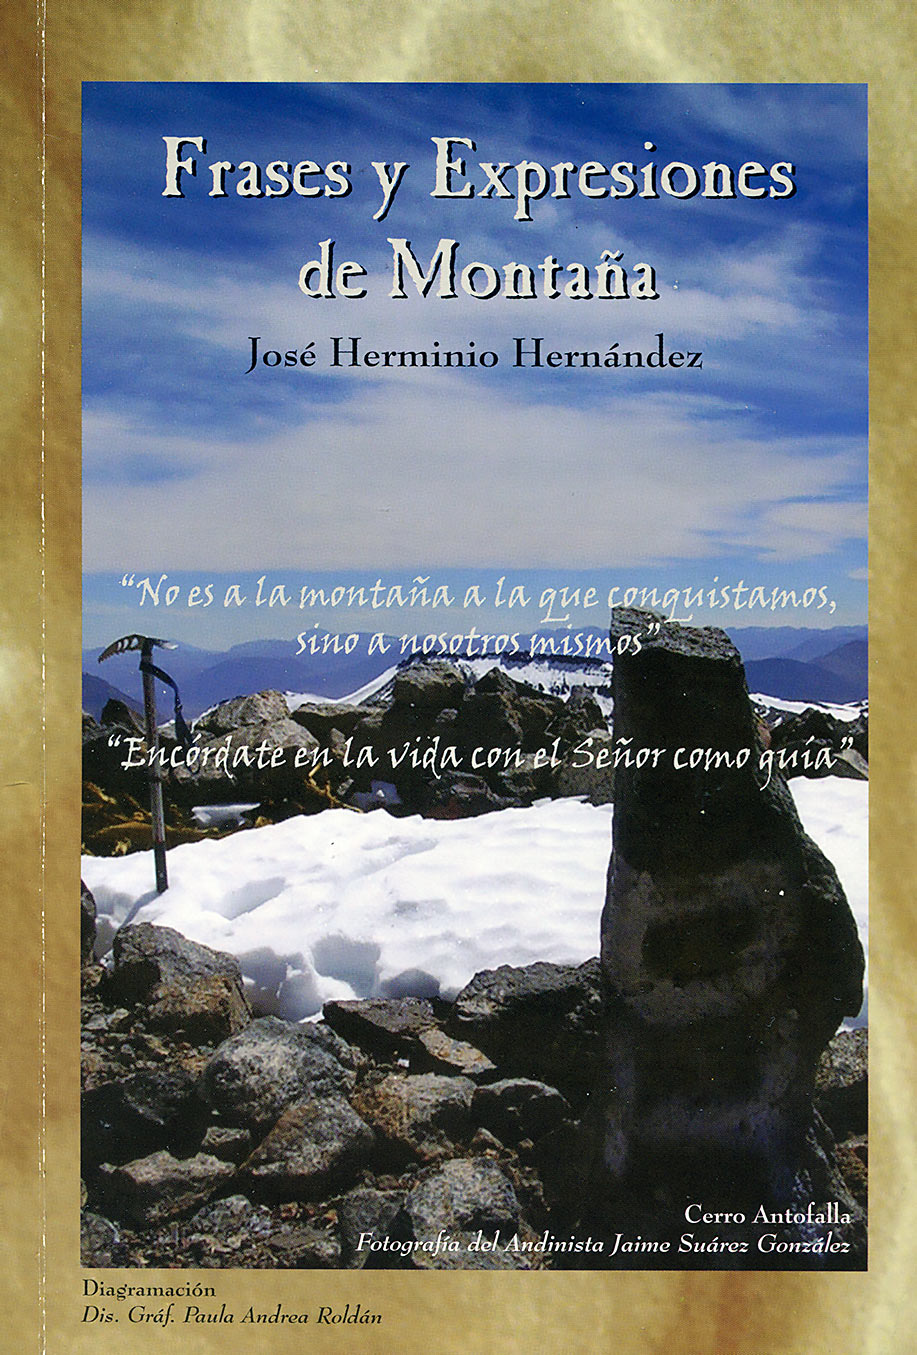 Frases y Expresiones
de Montaña
José Herminio Hernández
“No es a la montaña a la que conquistamos,
sino a nosotros mismos”
“Encórdate en la vida con el Señor como guía”
Cerro Antofalla
Fotografía del Andinista Jaime Suárez González
Diagramación
Dis. Gráf. Paula Andrea Roldán